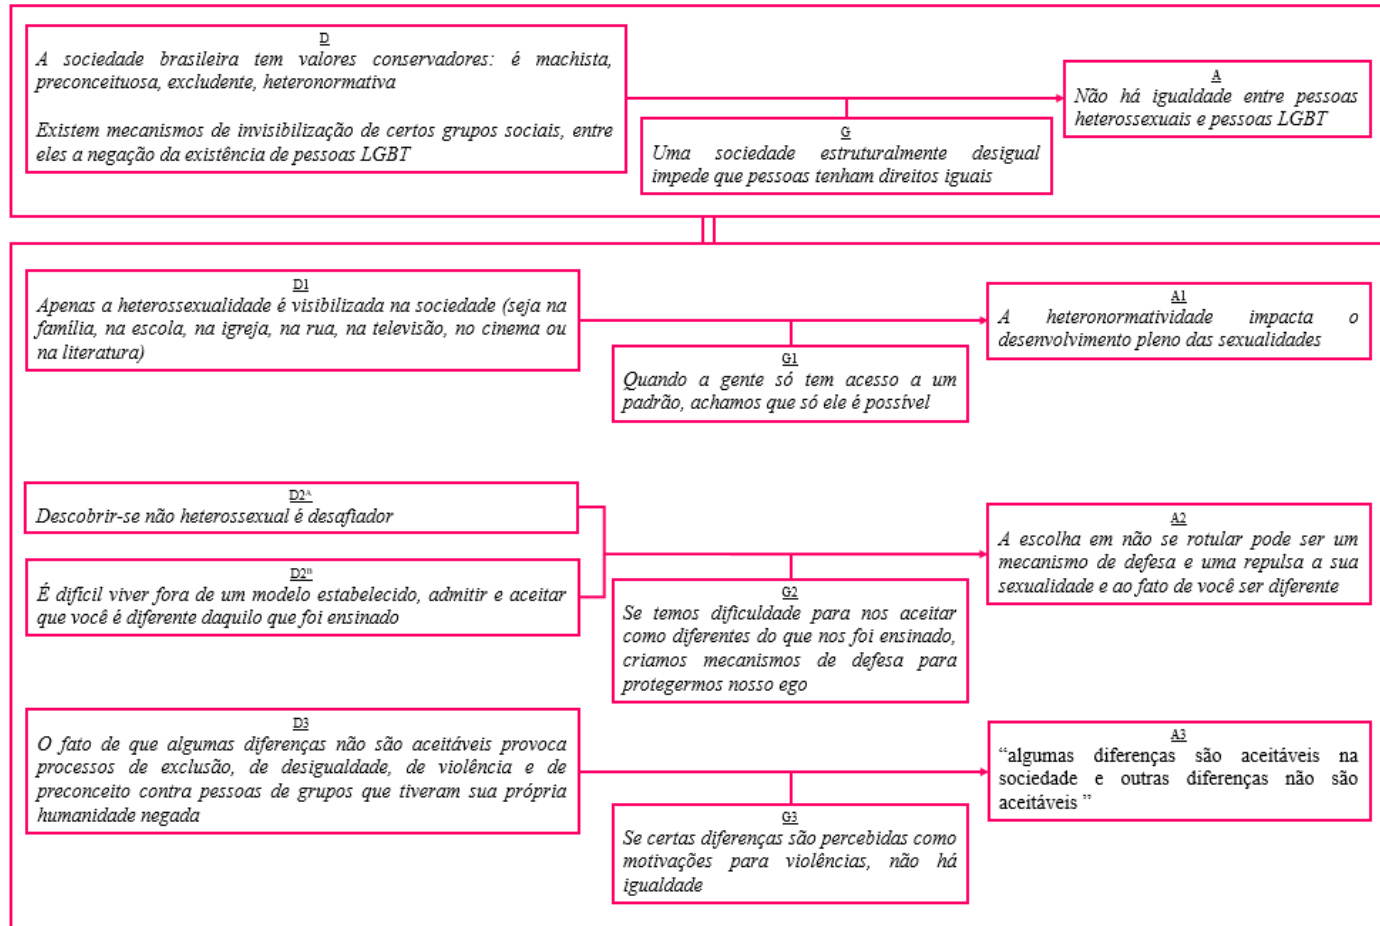 D
A sociedade brasileira tem valores conservadores: é machista,
preconceituosa, excludente, heteronormativa
Existem mecanismos de invisibilização de certos grupos sociais, entre
eles a negação da existência de pessoas LGBT
G
Uma sociedade estruturalmente desigual
impede que pessoas tenham direitos iguais
A
Não há igualdade entre pessoas
heterossexuais e pessoas LGBT
D1
Apenas a heterossexualidade é visibilizada na sociedade (seja na
família, na escola, na igreja, na rua, na televisão, no cinema ou
na literatura)
G1
Quando a gente só tem acesso a um
padrão, achamos que só ele é possível
A1
A heteronormatividade impacta o
desenvolvimento pleno das sexualidades
D2ᴬ
Descobrir-se não heterossexual é desafiador
D2ᴮ
É difícil viver fora de um modelo estabelecido, admitir e aceitar
que você é diferente daquilo que foi ensinado
G2
Se temos dificuldade para nos aceitar
como diferentes do que nos foi ensinado,
criamos mecanismos de defesa para
protegermos nosso ego
A2
A escolha em não se rotular pode ser um
mecanismo de defesa e uma repulsa a sua
sexualidade e ao fato de você ser diferente
D3
O fato de que algumas diferenças não são aceitáveis provoca
processos de exclusão, de desigualdade, de violência e de
preconceito contra pessoas de grupos que tiveram sua própria
humanidade negada
G3
Se certas diferenças são percebidas como
motivações para violências, não há
igualdade
A3
“algumas diferenças são aceitáveis na
sociedade e outras diferenças não são
aceitáveis ”